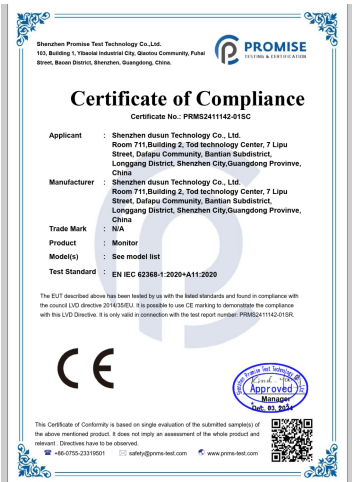 Shenzhen Promise Test Technology Co.,Ltd.
103, Building 1, Yibaolai Industrial City, Qiaotou Community, Fuhai
Street, Baoan District, Shenzhen, Guangdong, China.
PROMISE
TESTING & CERTIFICATION
Certificate of Compliance
Certificate No.: PRMS2411142-01SC
Applicant : Shenzhen dusun Technology Co., Ltd.
Room 711,Building 2, Tod technology Center, 7 Lipu
Street, Dafapu Community, Bantian Subdistrict,
Longgang District, Shenzhen City,Guangdong Provinve,
China
Manufacturer : Shenzhen dusun Technology Co., Ltd.
Room 711,Building 2, Tod technology Center, 7 Lipu
Street, Dafapu Community, Bantian Subdistrict,
Longgang District, Shenzhen City,Guangdong Provinve,
China
Trade Mark : N/A
Product : Monitor
Model(s) : See model list
Test Standard : EN IEC 62368-1:2020+A11:2020
The EUT described above has been tested by us with the listed standards and found in compliance with
the council LVD directive 2014/35/EU. It is possible to use CE marking to demonstrate the compliance
with this LVD Directive. It is only valid in connection with the test report number: PRMS2411142-01SR.
CE
Shenzhen Promise Test Technology Co.,Ltd
Approved
Manager
Dec. 03, 2024
This Certificate of Conformity is based on single evaluation of the submitted sample(s) of
the above mentioned product. It does not imply an assessment of the whole product and
relevant . Directives have to be observed.
+86-0755-23319501 safety@prms-test.com www.prms-test.com